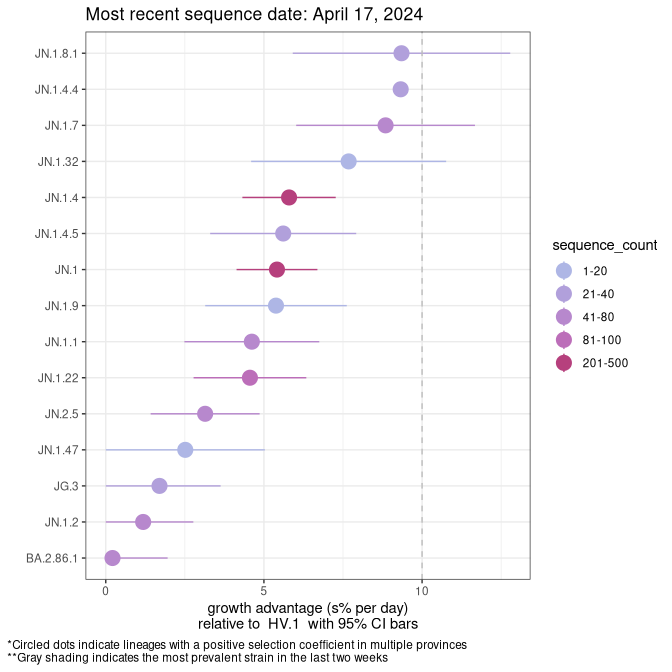 Most recent sequence date: April 17, 2024
JN.1.8.1
JN.1.4.4
JN.1.7
JN.1.32
JN.1.4
JN.1.4.5
JN.1
JN.1.9
JN.1.1
JN.1.22
JN.2.5
JN.1.47
JG.3
JN.1.2
BA.2.86.1
0 5 10
growth advantage (s% per day)
relative to HV.1 with 95% CI bars
sequence_count
1-20
21-40
41-80
81-100
201-500
*Circled dots indicate lineages with a positive selection coefficient in multiple provinces
**Gray shading indicates the most prevalent strain in the last two weeks